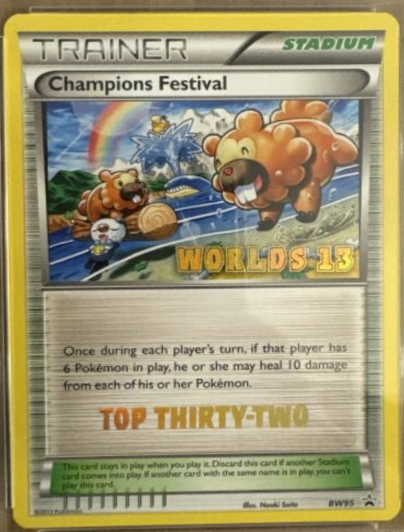 TRAINER
STADIUM
Champions Festival
WORLDS-13
Once during each player's turn, if that player has
6 Pokémon in play, he or she may heal 10 damage
from each of his or her Pokémon.
TOP THIRTY-TWO
This card stays in play when you play it. Discard this card if another Stadium
card comes into play. If another card with the same name is in play, you can't
play this card.
Illus. Naoki Saito
BW95